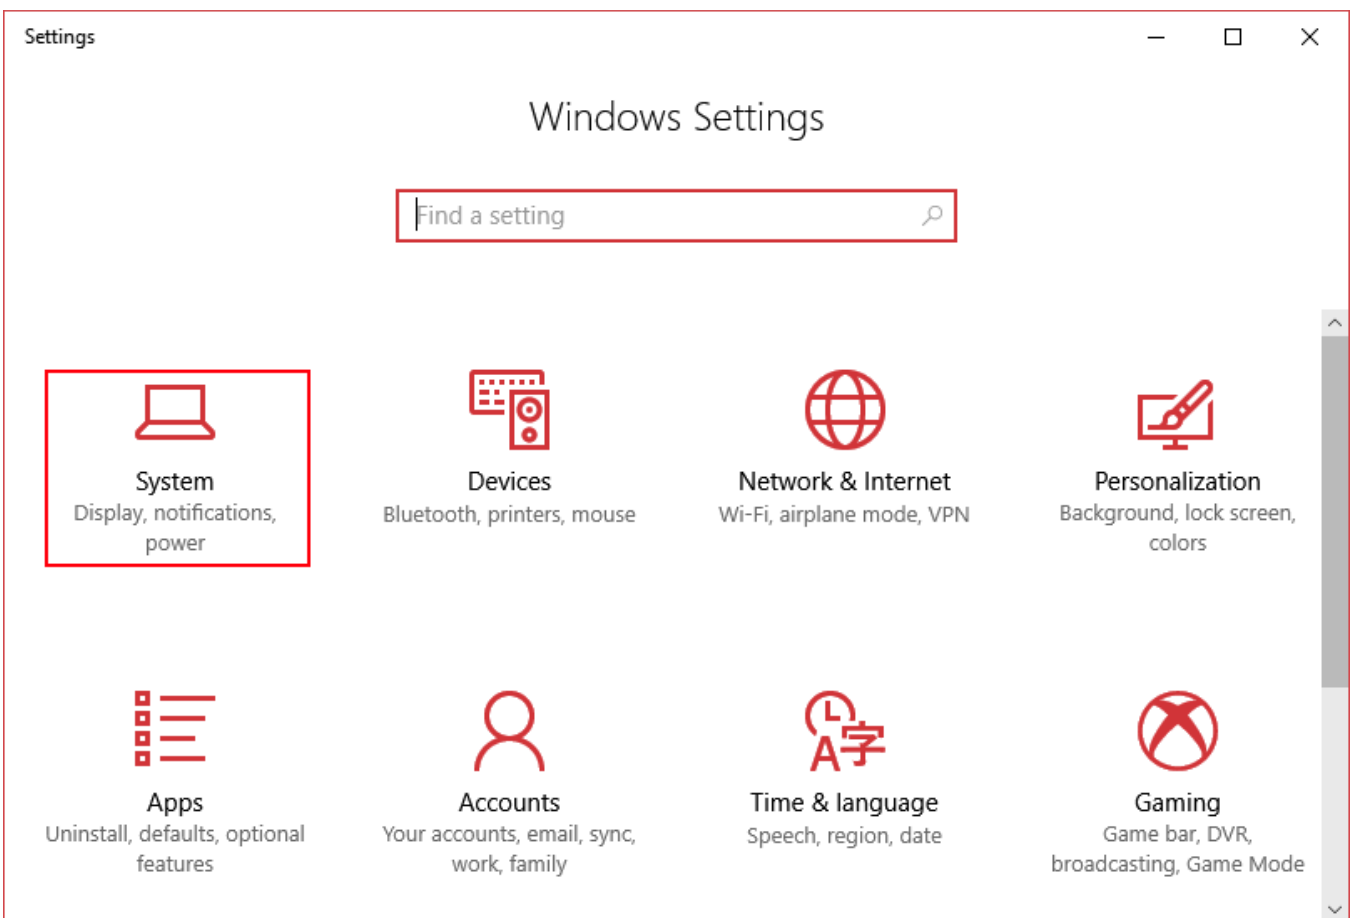 Settings
Windows Settings
Find a setting
System
Display, notifications,
power
Devices
Bluetooth, printers, mouse
Network & Internet
Wi-Fi, airplane mode, VPN
Personalization
Background, lock screen,
colors
Apps
Uninstall, defaults, optional
features
Accounts
Your accounts, email, sync,
work, family
A字
Time & language
Speech, region, date
Gaming
Game bar, DVR,
broadcasting, Game Mode